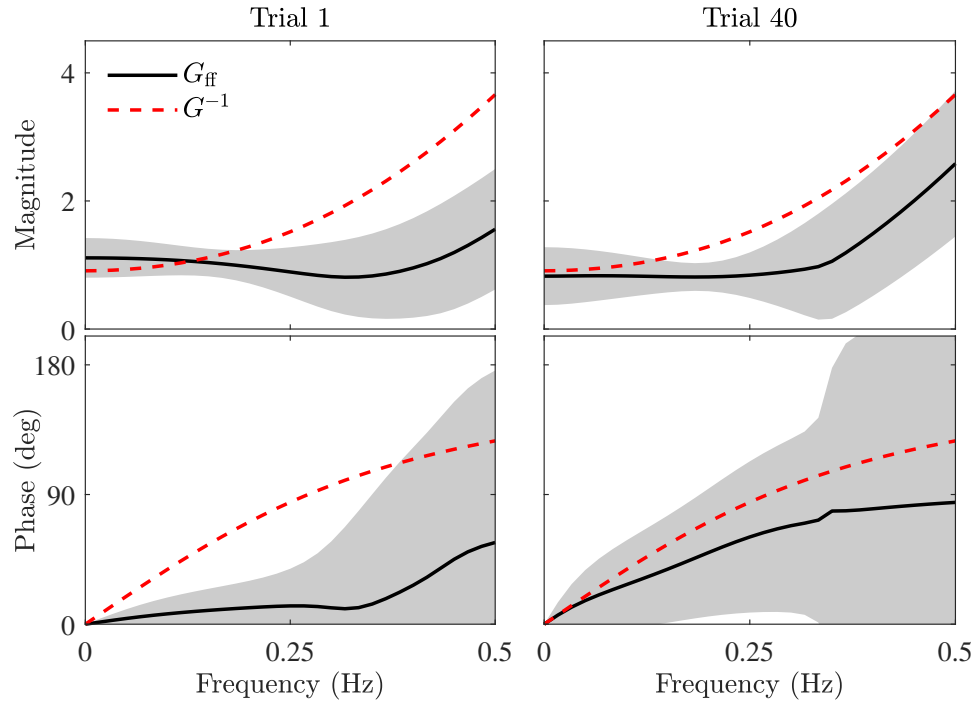 Trial 1
Trial 40
Magnitude
4
2
0
G_ff
G^{-1}
Phase (deg)
180
90
0
0
0.25
0.5
0
0.25
0.5
Frequency (Hz)
Frequency (Hz)